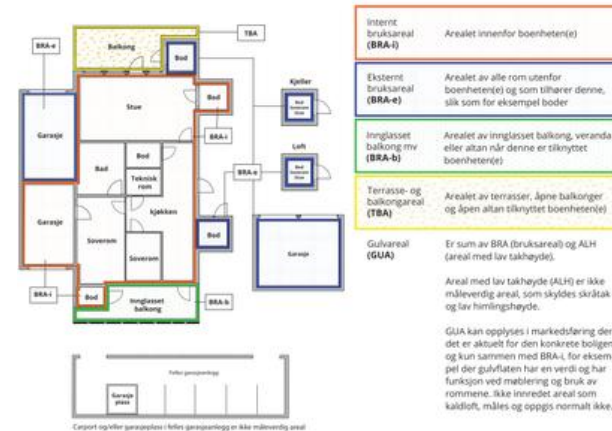 TBA
BRA-e
Balkong
Bod
Kjeller
Stue
Bod
Garasje
BRA-i
Loft
Bad
Bod
Teknisk
rom
BRA-e
kjøkken
Garasje
Soverom
Bod
Garasje
Soverom
BRA-i
Bod
Innglasset
balkong
BRA-b
Felles garasjeanlegg
Garasje
plass
Carport og/eller garasjeplass i felles garasjeanlegg er ikke måleverdig areal
Internt
bruksareal
(BRA-i)
Arealet innenfor boenheten(e)
Eksternt
bruksareal
(BRA-e)
Arealet av alle rom utenfor
boenheten(e) og som tilhører denne,
slik som for eksempel boder
Innglasset
balkong mv
(BRA-b)
Arealet av innglasset balkong, veranda
eller altan når denne er tilknyttet
boenheten(e)
Terrasse- og
balkongareal
(TBA)
Arealet av terrasser, åpne balkonger
og åpen altan tilknyttet boenheten(e)
Gulvareal
(GUA)
Er sum av BRA (bruksareal) og ALH
(areal med lav takhøyde).
Areal med lav takhøyde (ALH) er ikke
måleverdig areal, som skyldes skråtak
og lav himlingshøyde.
GUA kan opplyses i markedsføring der
det er aktuelt for den konkrete boligen
og kun sammen med BRA-i, for eksem-
pel der gulvflaten har en verdi og har
funksjon ved møblering og bruk av
rommene. Ikke innredet areal som
kaldloft, måles og oppgis normalt ikke.